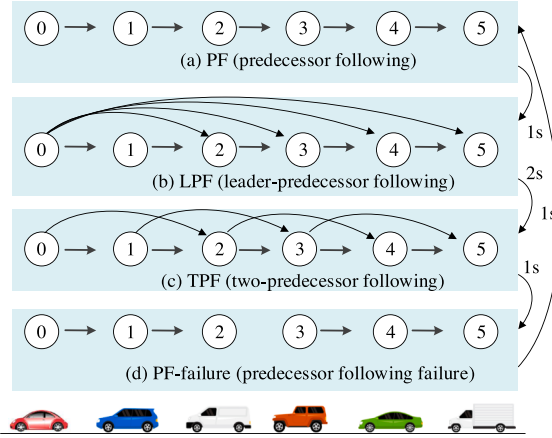 0 1 2 3 4 5
(a) PF (predecessor following)
1s
0 1 2 3 4 5
(b) LPF (leader-predecessor following)
2s
1s
0 1 2 3 4 5
(c) TPF (two-predecessor following)
1s
0 1 2 3 4 5
(d) PF-failure (predecessor following failure)